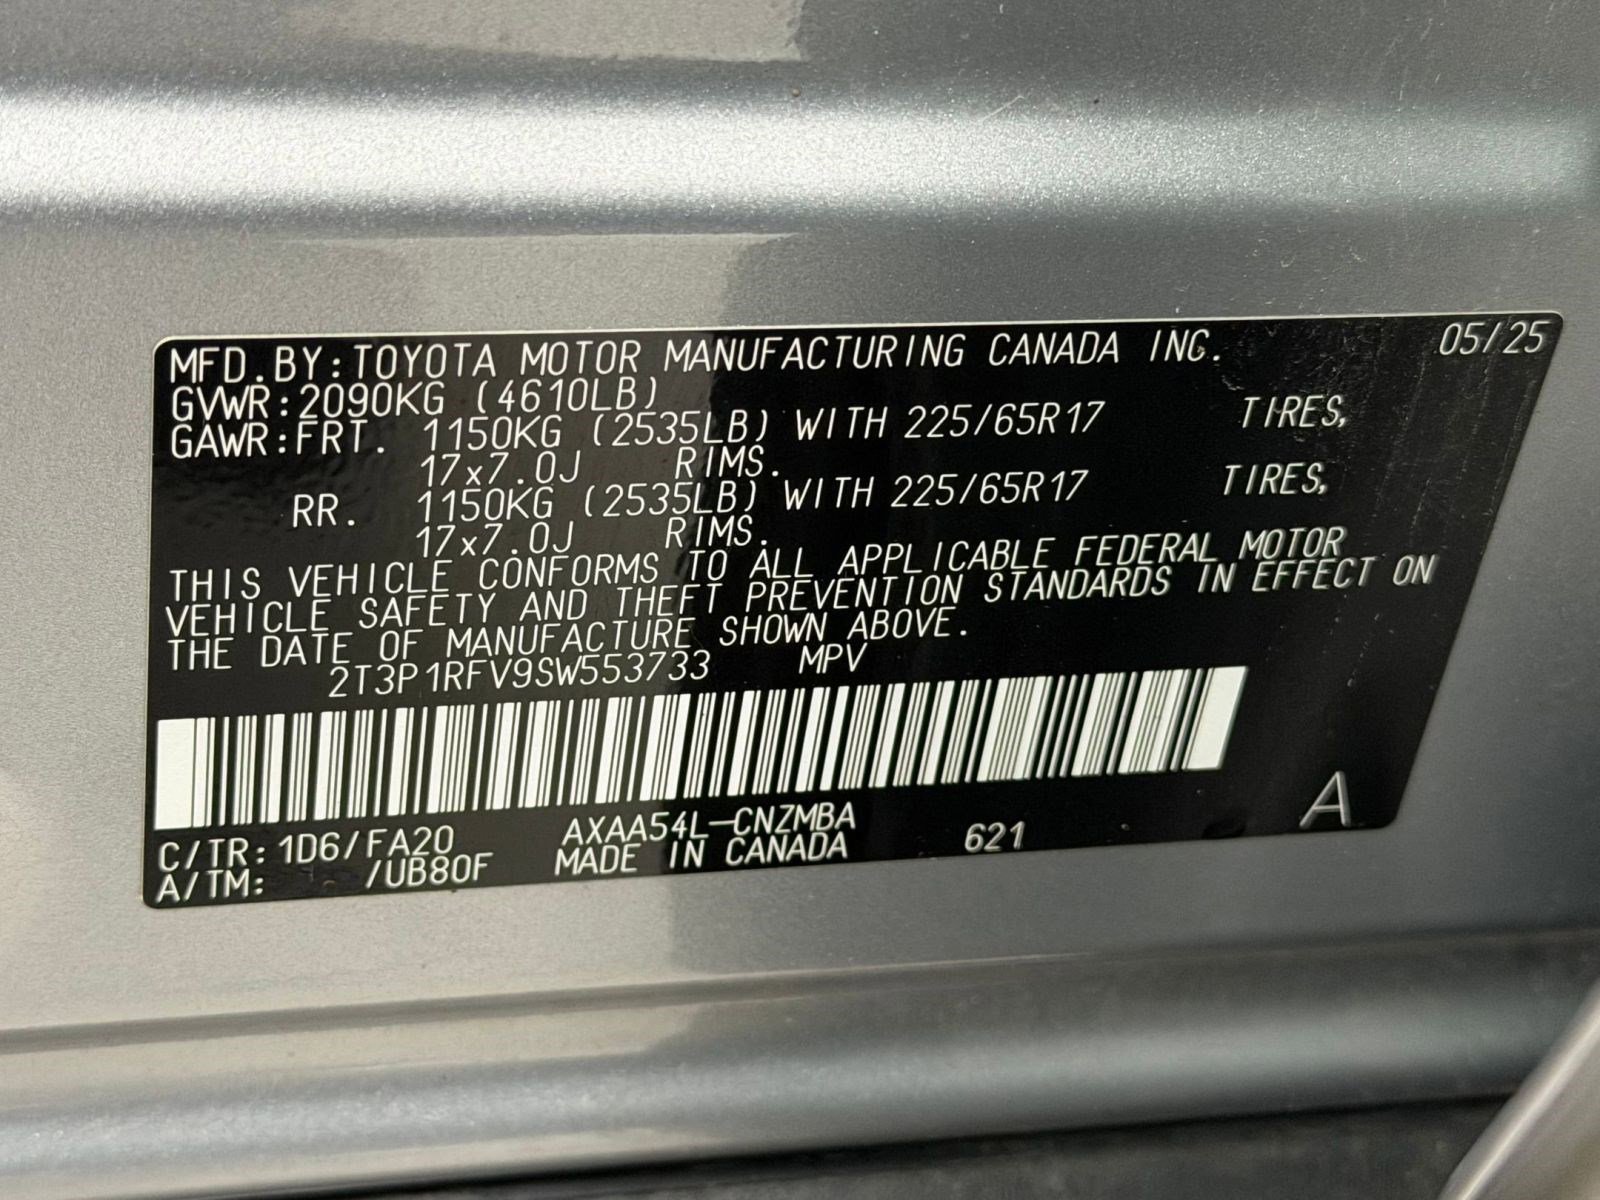 MFD.BY:TOYOTA MOTOR MANUFACTURING CANADA INC. 05/25
GVWR:2090KG (4610LB)
GAWR:FRT. 1150KG (2535LB) WITH 225/65R17 TIRES,
17x7.0J RIMS.
RR. 1150KG (2535LB) WITH 225/65R17 TIRES,
17x7.0J RIMS.
THIS VEHICLE CONFORMS TO ALL APPLICABLE FEDERAL MOTOR
VEHICLE SAFETY AND THEFT PREVENTION STANDARDS IN EFFECT ON
THE DATE OF MANUFACTURE SHOWN ABOVE.
2T3P1RFV9SW553733 MPV
C/TR:1D6/FA20 AXAA54L-CNZMBA 621 A
A/TM: /UB80F MADE IN CANADA